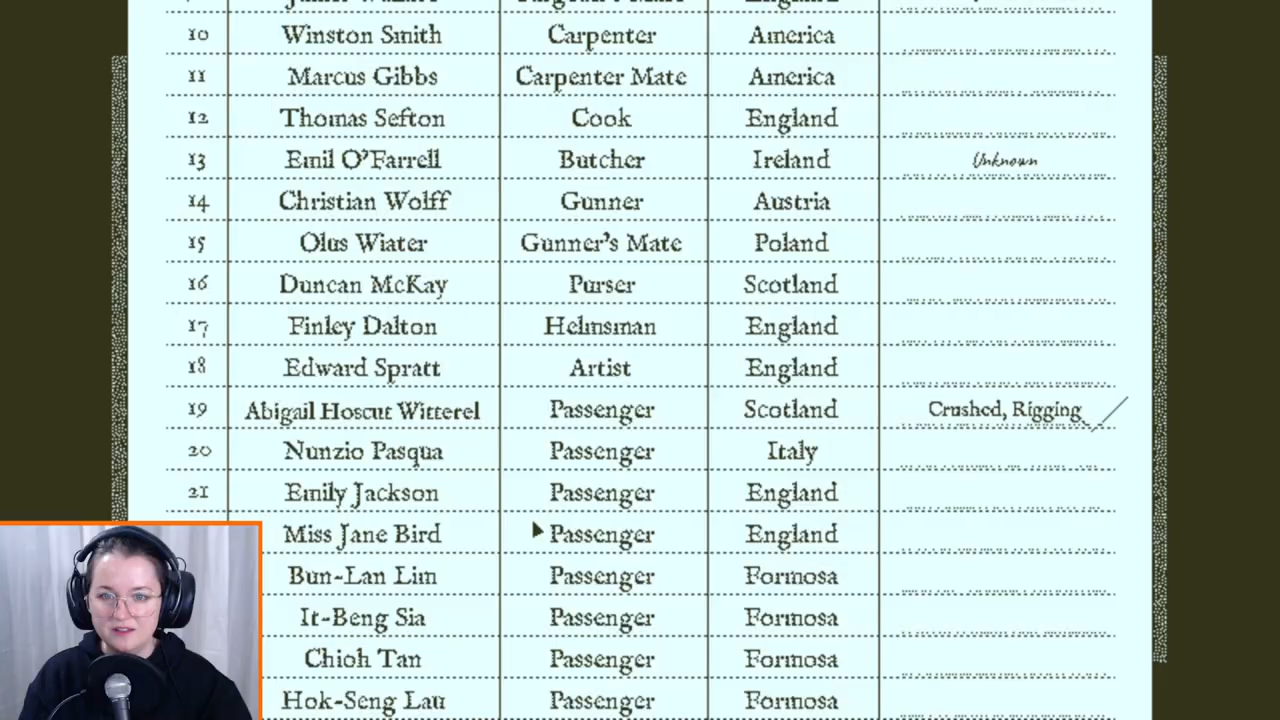 10 Winston Smith Carpenter America
11 Marcus Gibbs Carpenter Mate America
12 Thomas Sefton Cook England
13 Emil O'Farrell Butcher Ireland Unknown
14 Christian Wolff Gunner Austria
15 Olus Wiater Gunner's Mate Poland
16 Duncan McKay Purser Scotland
17 Finley Dalton Helmsman England
18 Edward Spratt Artist England
19 Abigail Hoscut Witterel Passenger Scotland Crushed, Rigging
20 Nunzio Pasqua Passenger Italy
21 Emily Jackson Passenger England
Miss Jane Bird Passenger England
Bun-Lan Lim Passenger Formosa
It-Beng Sia Passenger Formosa
Chioh Tan Passenger Formosa
Hok-Seng Lau Passenger Formosa